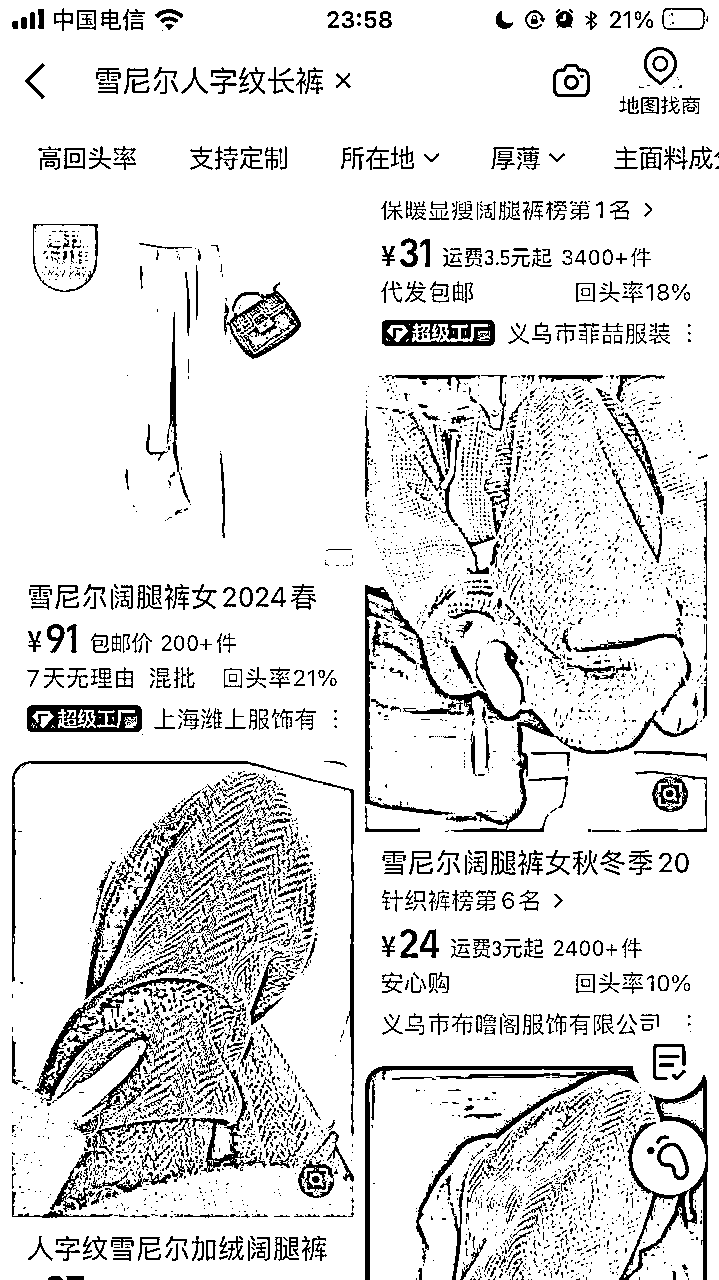 中国电信
23:58
21%
雪尼尔人字纹长裤 ×
地图找商
高回头率
支持定制
所在地
厚薄
主面料成分
雪尼尔阔腿裤女2024春
¥91 包邮价 200+件
7天无理由 混批 回头率21%
超级工厂 上海潍上服饰有
人字纹雪尼尔加绒阔腿裤
保暖显瘦阔腿裤榜第1名 >
¥31 运费3.5元起 3400+件
代发包邮 回头率18%
超级工厂 义乌市菲喆服装
雪尼尔阔腿裤女秋冬季20
针织裤榜第6名 >
¥24 运费3元起 2400+件
安心购 回头率10%
义乌市布噜阁服饰有限公司